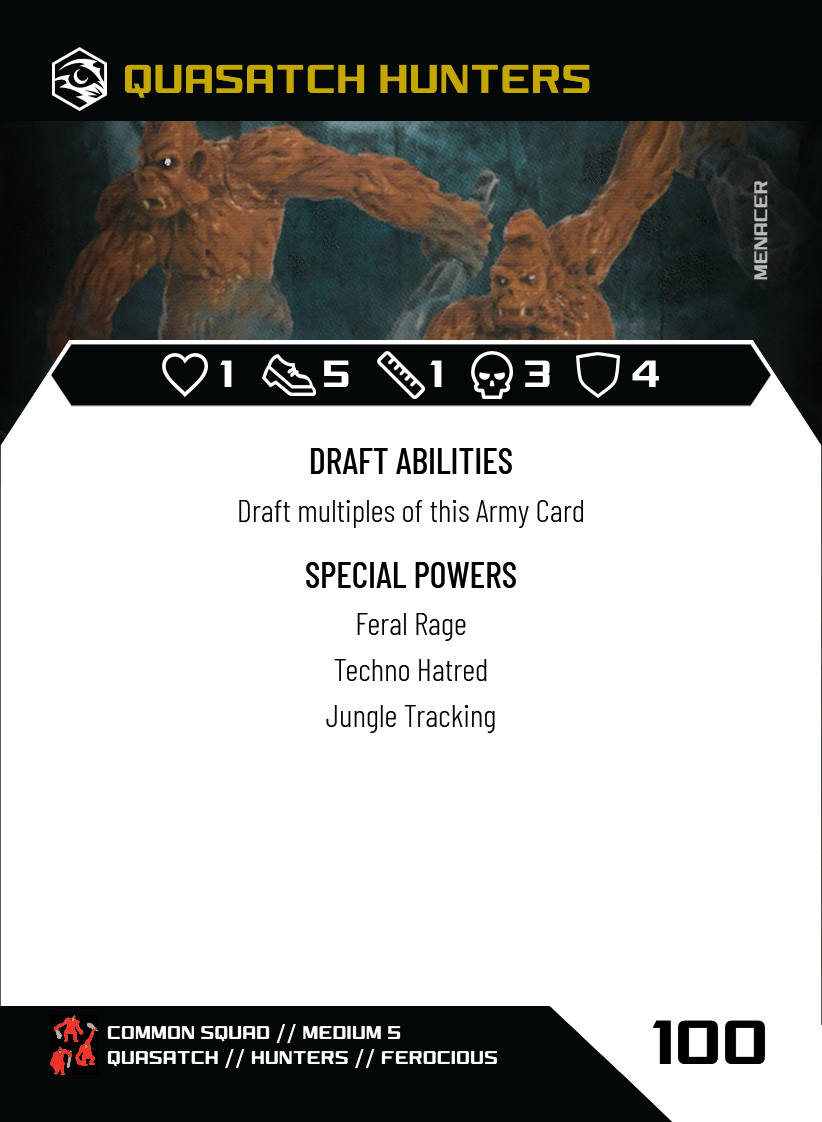 QUASATCH HUNTERS
MENACER
1 5 1 3 4
DRAFT ABILITIES
Draft multiples of this Army Card
SPECIAL POWERS
Feral Rage
Techno Hatred
Jungle Tracking
COMMON SQUAD // MEDIUM 5
QUASATCH // HUNTERS // FEROCIOUS
100